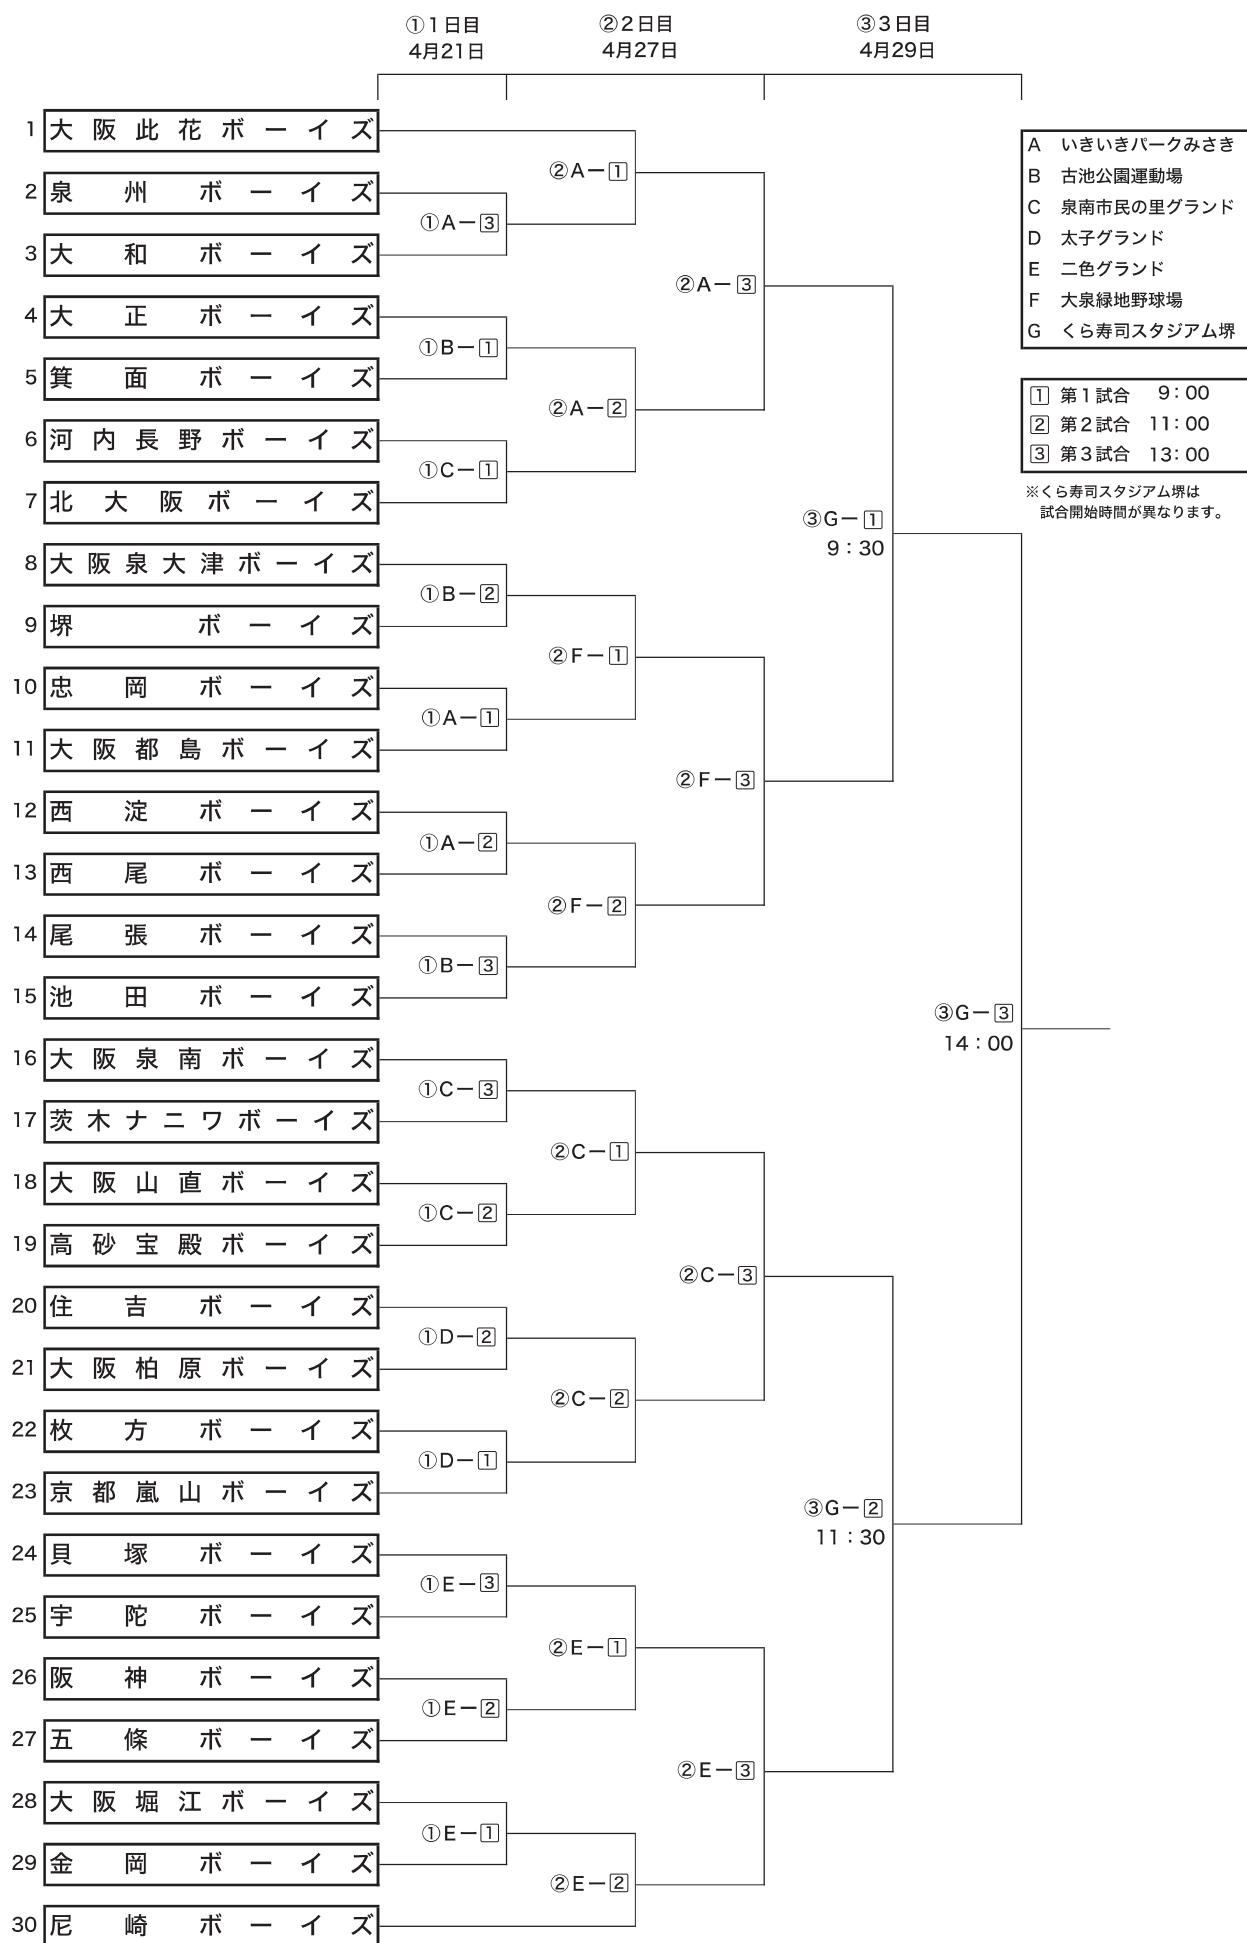 ①１日目 ②２日目 ③３日目
4月21日 4月27日 4月29日
1 大阪此花ボーイズ
A いきいきパークみさき
②A－1
B 古池公園運動場
2 泉州ボーイズ
C 泉南市民の里グランド
①A－3
D 太子グランド
3 大和ボーイズ
E 二色グランド
②A－3
F 大泉緑地野球場
4 大正ボーイズ
G くら寿司スタジアム堺
①B－1
5 箕面ボーイズ
1 第１試合 9：00
②A－2
2 第２試合 11：00
6 河内長野ボーイズ
3 第３試合 13：00
①C－1
※くら寿司スタジアム堺は
試合開始時間が異なります。
7 北大阪ボーイズ
③G－1
9：30
8 大阪泉大津ボーイズ
①B－2
9 堺ボーイズ
②F－1
10 忠岡ボーイズ
①A－1
11 大阪都島ボーイズ
②F－3
12 西淀ボーイズ
①A－2
13 西尾ボーイズ
②F－2
14 尾張ボーイズ
①B－3
15 池田ボーイズ
③G－3
14：00
16 大阪泉南ボーイズ
①C－3
17 茨木ナニワボーイズ
②C－1
18 大阪山直ボーイズ
①C－2
19 高砂宝殿ボーイズ
②C－3
20 住吉ボーイズ
①D－2
21 大阪柏原ボーイズ
②C－2
22 枚方ボーイズ
①D－1
23 京都嵐山ボーイズ
③G－2
11：30
24 貝塚ボーイズ
①E－3
25 宇陀ボーイズ
②E－1
26 阪神ボーイズ
①E－2
27 五條ボーイズ
②E－3
28 大阪堀江ボーイズ
①E－1
29 金岡ボーイズ
②E－2
30 尼崎ボーイズ